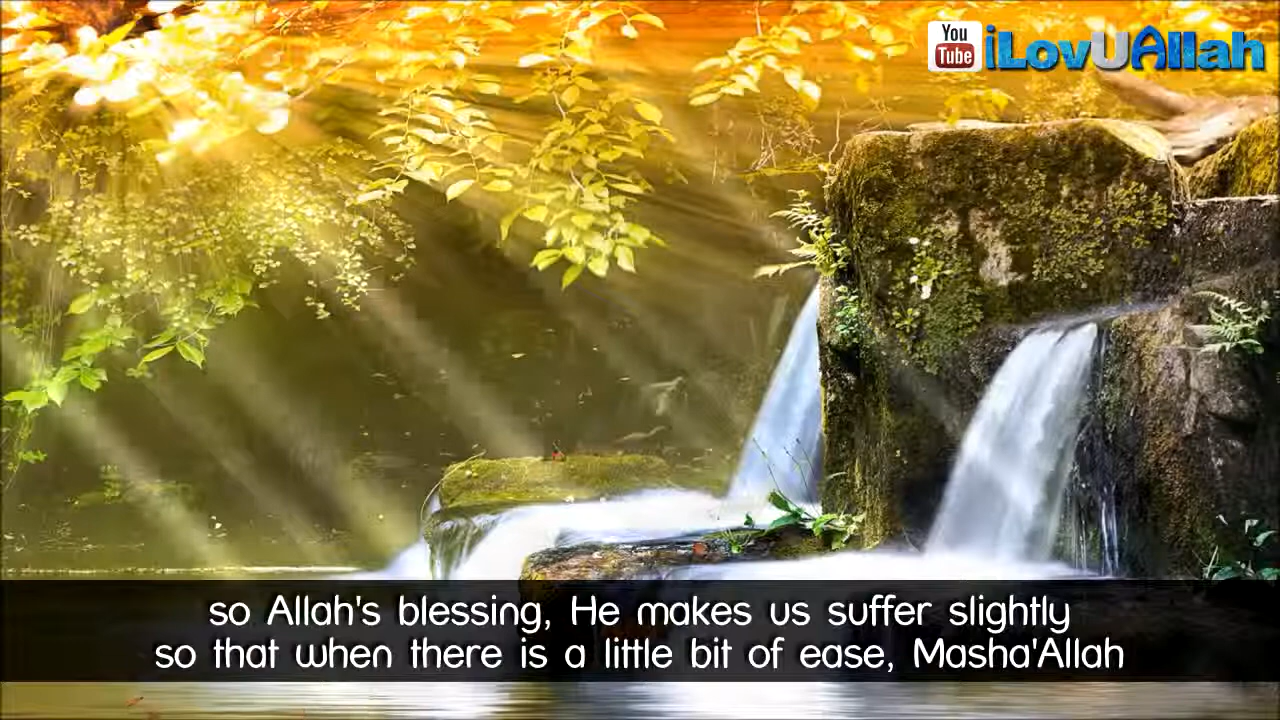 You
Tube
iLovUAllah
so Allah's blessing, He makes us suffer slightly
so that when there is a little bit of ease, Masha'Allah